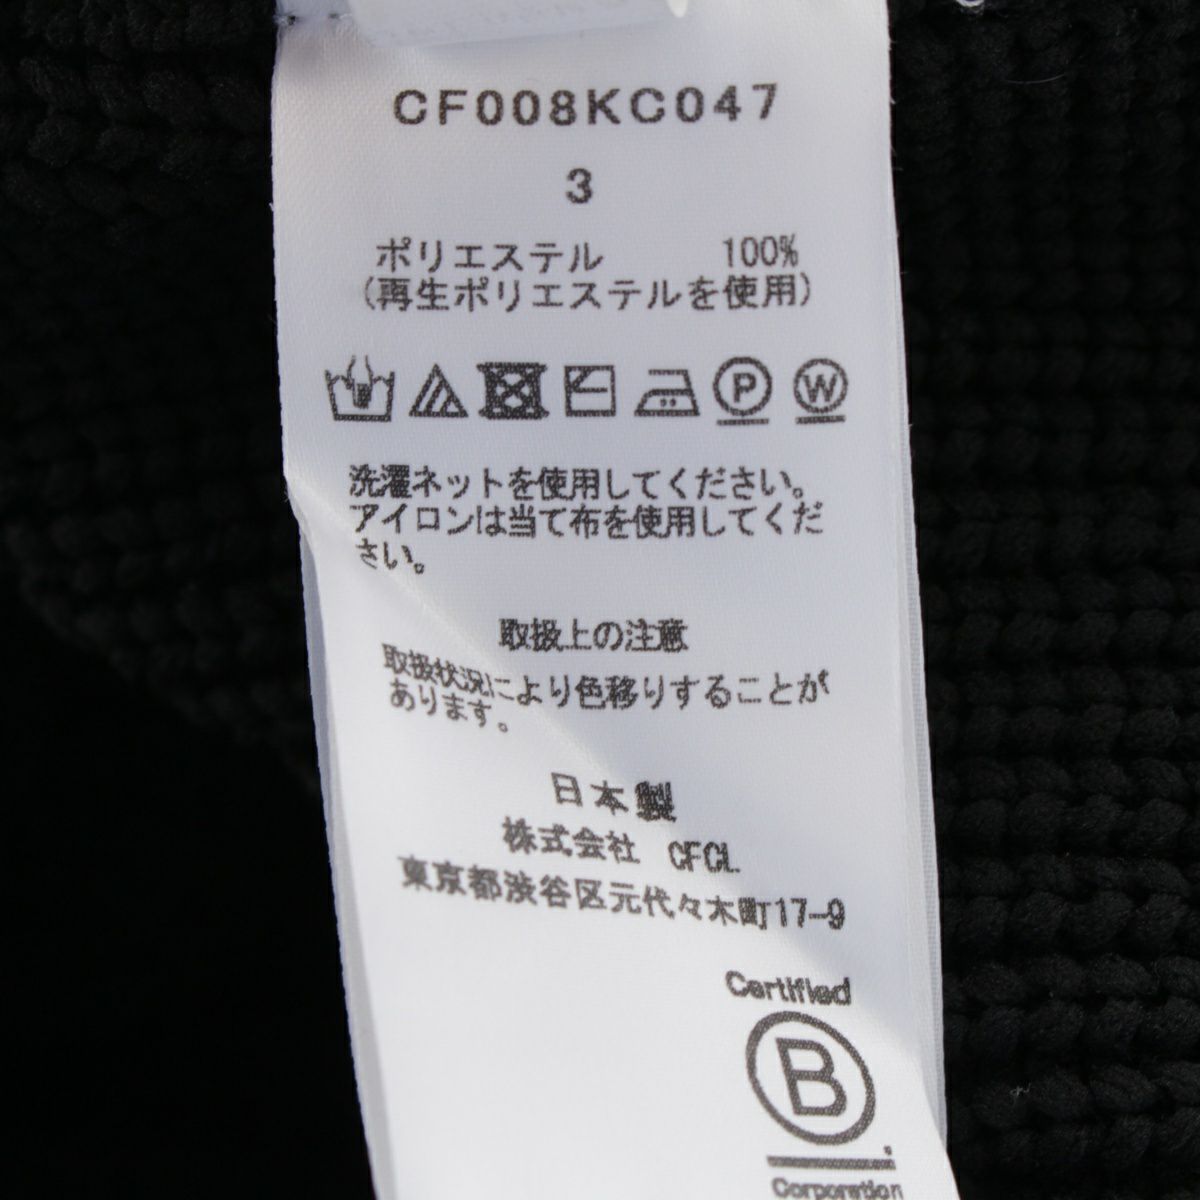 CF008KC047
3
ポリエステル 100%
(再生ポリエステルを使用)
P W
洗濯ネットを使用してください。
アイロンは当て布を使用してくだ
さい。
取扱上の注意
取扱状況により色移りすることが
あります。
日本製
株式会社 CFCL
東京都渋谷区元代々木町17-9
Certified
B
Corporation